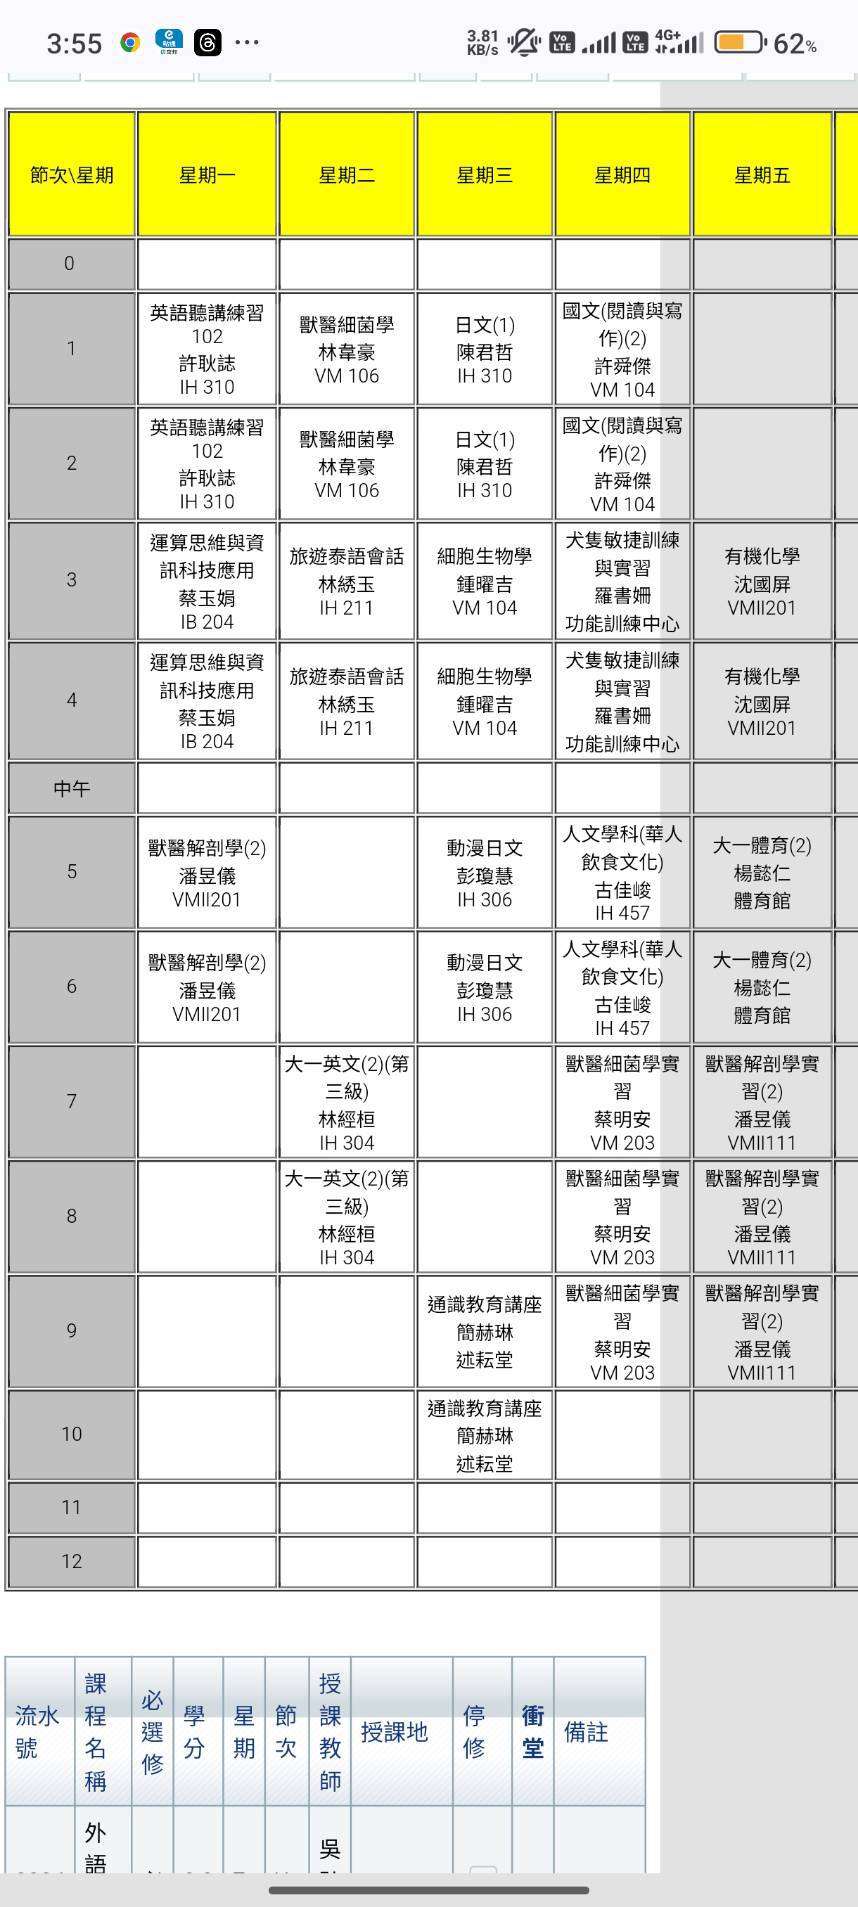 3:55
3.81
KB/s
Vo
LTE
Vo
LTE
4G+
62%
節次\星期
星期一
星期二
星期三
星期四
星期五
0
1
英語聽講練習
102
許耿誌
IH 310
獸醫細菌學
林韋豪
VM 106
日文(1)
陳君哲
IH 310
國文(閱讀與寫
作)(2)
許舜傑
VM 104
2
英語聽講練習
102
許耿誌
IH 310
獸醫細菌學
林韋豪
VM 106
日文(1)
陳君哲
IH 310
國文(閱讀與寫
作)(2)
許舜傑
VM 104
3
運算思維與資
訊科技應用
蔡玉娟
IB 204
旅遊泰語會話
林綉玉
IH 211
細胞生物學
鍾曜吉
VM 104
犬隻敏捷訓練
與實習
羅書姍
功能訓練中心
有機化學
沈國屏
VMII201
4
運算思維與資
訊科技應用
蔡玉娟
IB 204
旅遊泰語會話
林綉玉
IH 211
細胞生物學
鍾曜吉
VM 104
犬隻敏捷訓練
與實習
羅書姍
功能訓練中心
有機化學
沈國屏
VMII201
中午
5
獸醫解剖學(2)
潘昱儀
VMII201
動漫日文
彭瓊慧
IH 306
人文學科(華人
飲食文化)
古佳峻
IH 457
大一體育(2)
楊懿仁
體育館
6
獸醫解剖學(2)
潘昱儀
VMII201
動漫日文
彭瓊慧
IH 306
人文學科(華人
飲食文化)
古佳峻
IH 457
大一體育(2)
楊懿仁
體育館
7
大一英文(2)(第
三級)
林經桓
IH 304
獸醫細菌學實
習
蔡明安
VM 203
獸醫解剖學實
習(2)
潘昱儀
VMII111
8
大一英文(2)(第
三級)
林經桓
IH 304
獸醫細菌學實
習
蔡明安
VM 203
獸醫解剖學實
習(2)
潘昱儀
VMII111
9
通識教育講座
簡赫琳
述耘堂
獸醫細菌學實
習
蔡明安
VM 203
獸醫解剖學實
習(2)
潘昱儀
VMII111
10
通識教育講座
簡赫琳
述耘堂
11
12
流水
號
課
程
名
稱
必
選
修
學
分
星
期
節
次
授
課
教
師
授課地
停
修
衝
堂
備註
外
語
吳